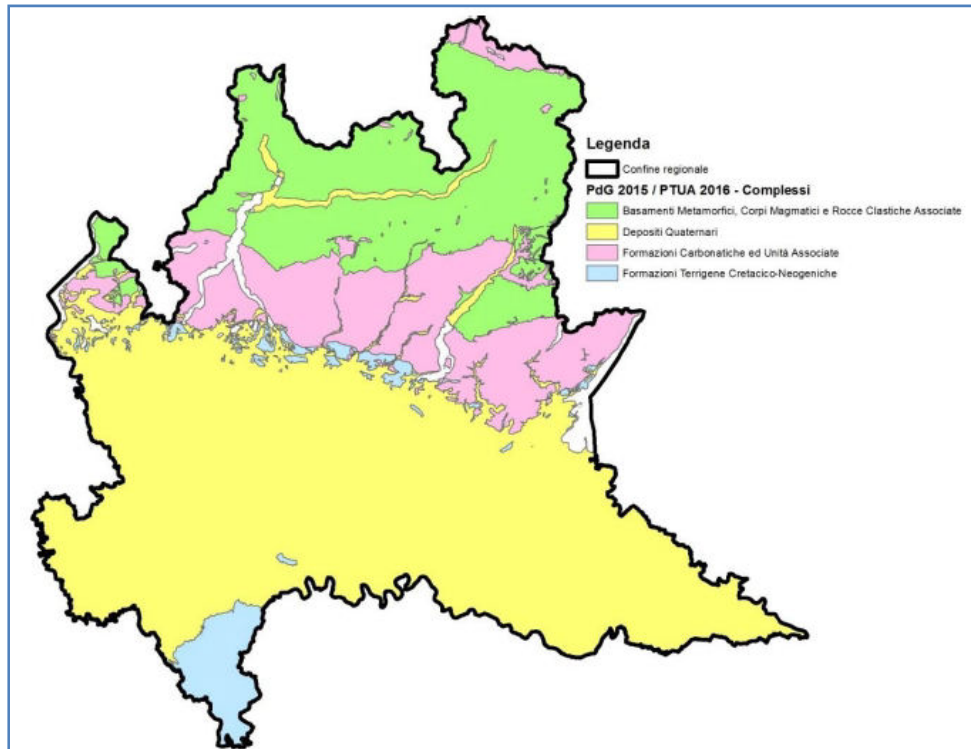 Legenda
Confine regionale
PdG 2015 / PTUA 2016 - Complessi
Basamenti Metamorfici, Corpi Magmatici e Rocce Clastiche Associate
Depositi Quaternari
Formazioni Carbonatiche ed Unità Associate
Formazioni Terrigene Cretacico-Neogeniche